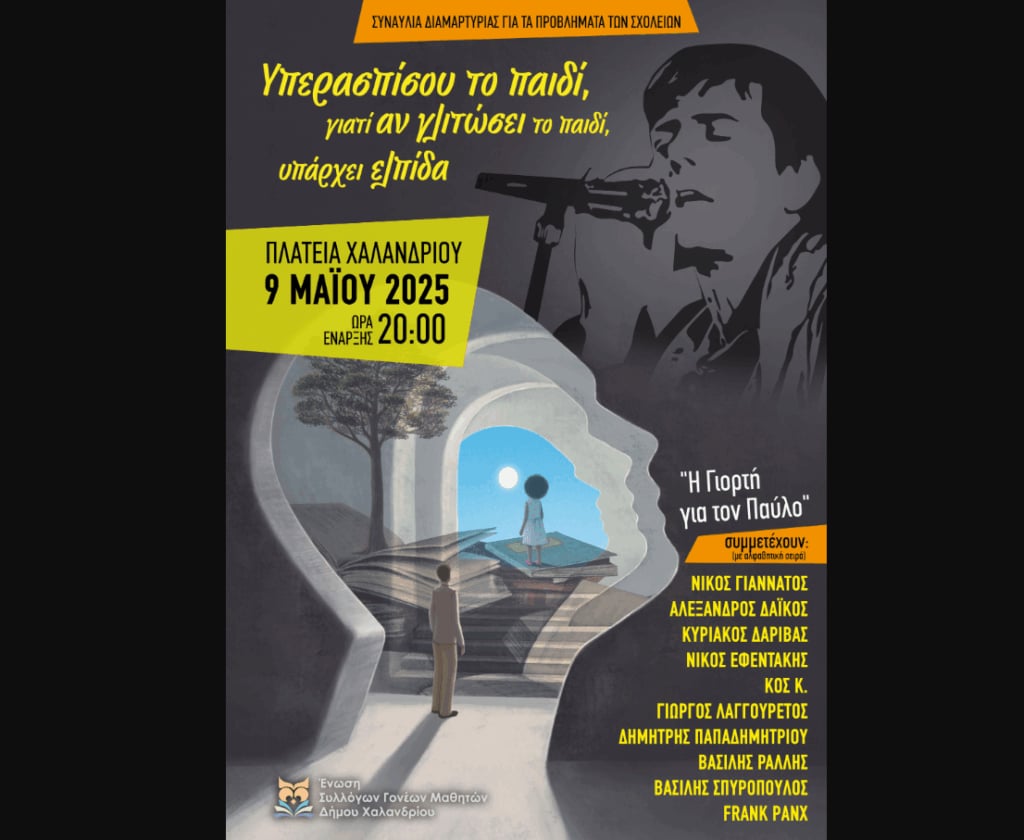 ΣΥΝΑΥΛΙΑ ΔΙΑΜΑΡΤΥΡΙΑΣ ΓΙΑ ΤΑ ΠΡΟΒΛΗΜΑΤΑ ΤΩΝ ΣΧΟΛΕΙΩΝ
Υπερασπίσου το παιδί,
γιατί αν γλιτώσει το παιδί,
υπάρχει ελπίδα
ΠΛΑΤΕΙΑ ΧΑΛΑΝΔΡΙΟΥ
9 ΜΑΪΟΥ 2025
ΩΡΑ
ΕΝΑΡΞΗΣ 20:00
"Η Γιορτή
για τον Παύλο"
συμμετέχουν:
(με αλφαβητική σειρά)
ΝΙΚΟΣ ΓΙΑΝΝΑΤΟΣ
ΑΛΕΞΑΝΔΡΟΣ ΔΑΪΚΟΣ
ΚΥΡΙΑΚΟΣ ΔΑΡΙΒΑΣ
ΝΙΚΟΣ ΕΦΕΝΤΑΚΗΣ
ΚΟΣ Κ.
ΓΙΩΡΓΟΣ ΛΑΓΓΟΥΡΕΤΟΣ
ΔΗΜΗΤΡΗΣ ΠΑΠΑΔΗΜΗΤΡΙΟΥ
ΒΑΣΙΛΗΣ ΡΑΛΛΗΣ
ΒΑΣΙΛΗΣ ΣΠΥΡΟΠΟΥΛΟΣ
FRANK PANX
Ένωση
Συλλόγων Γονέων Μαθητών
Δήμου Χαλανδρίου